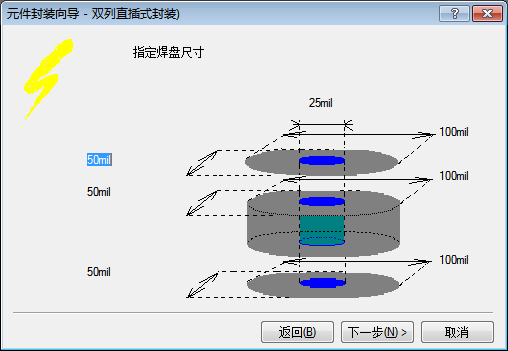 元件封装向导 - 双列直插式封装)
指定焊盘尺寸
25mil
100mil
50mil
100mil
50mil
100mil
50mil
返回(B)
下一步(N) >
取消